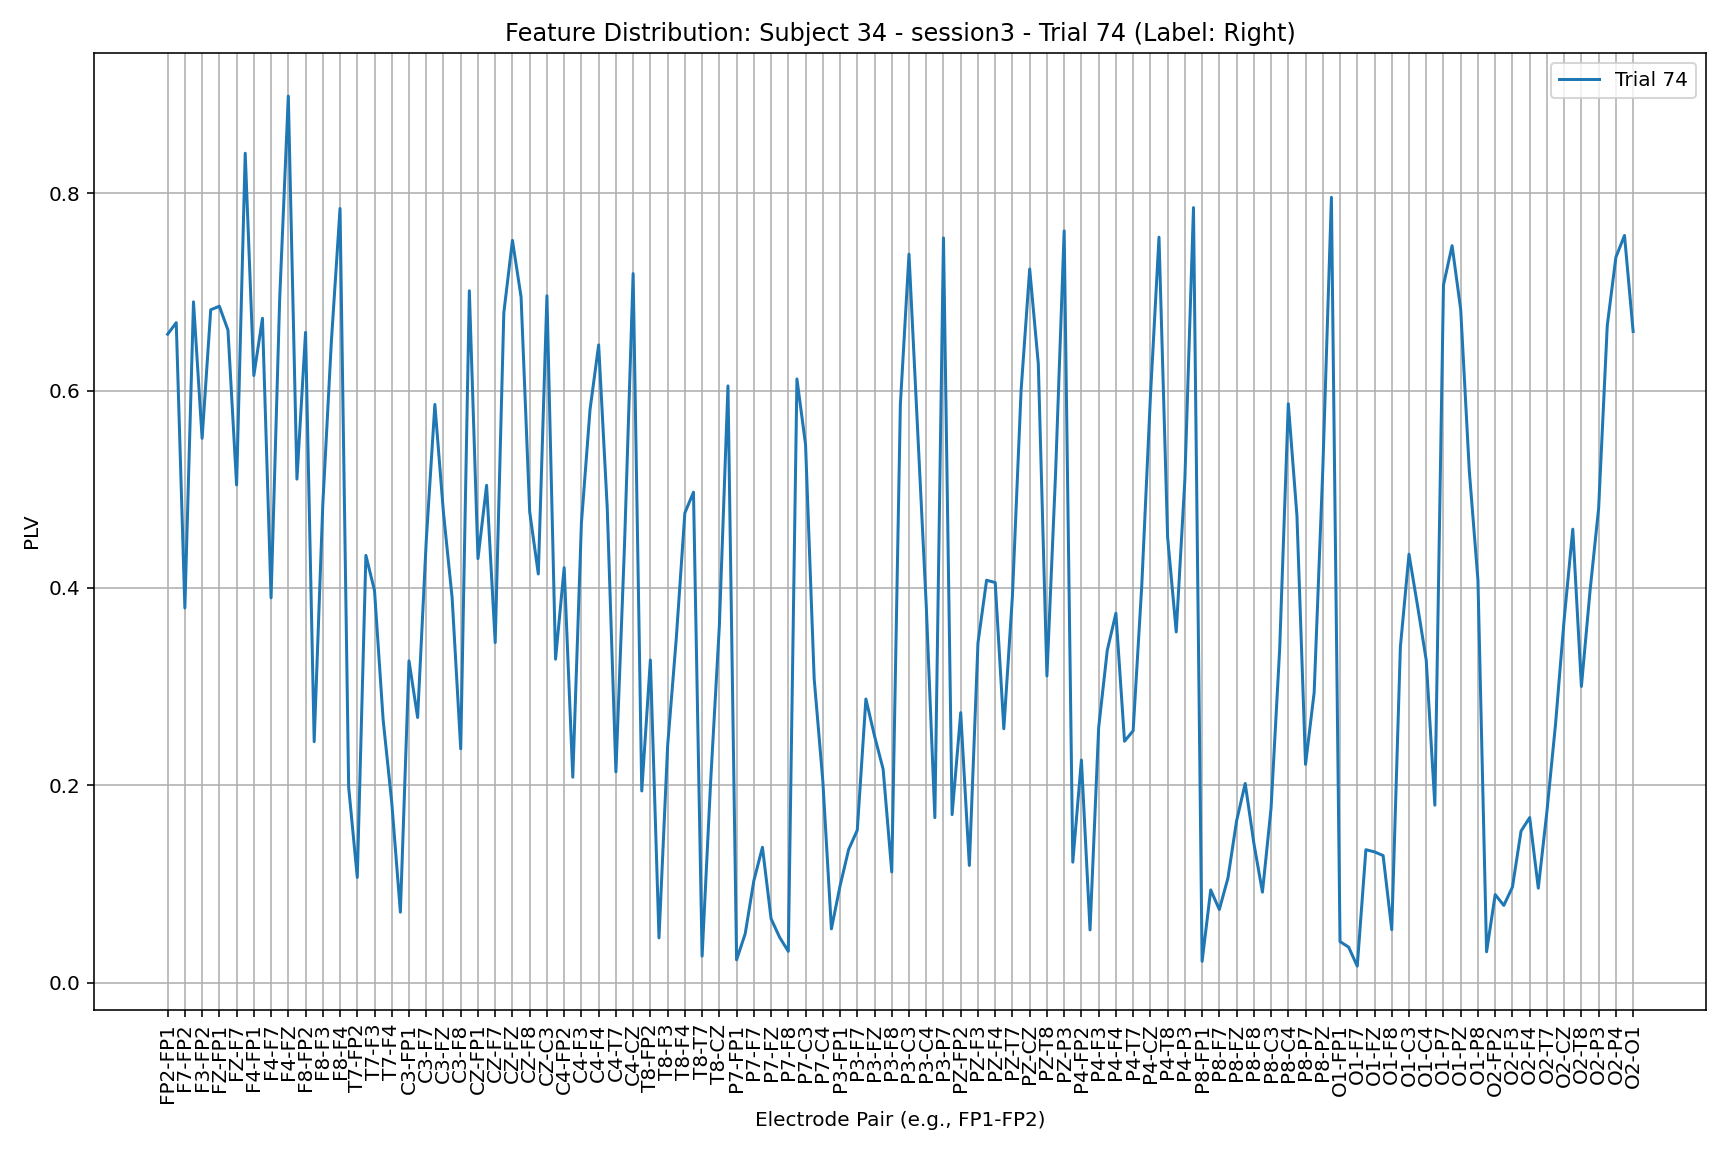 Feature Distribution: Subject 34 - session3 - Trial 74 (Label: Right)
Trial 74
PLV
0.8
0.6
0.4
0.2
0.0
FP2-FP1
F7-FP2
F3-FP2
FZ-FP1
FZ-F7
F4-FP1
F4-F7
F4-FZ
F8-FP2
F8-F3
F8-F4
T7-FP2
T7-F3
T7-F4
C3-FP1
C3-F7
C3-FZ
C3-F8
CZ-FP1
CZ-F7
CZ-FZ
CZ-F8
CZ-C3
C4-FP2
C4-F3
C4-F4
C4-T7
C4-CZ
T8-FP2
T8-F3
T8-F4
T8-T7
T8-CZ
P7-FP1
P7-F7
P7-FZ
P7-F8
P7-C3
P7-C4
P3-FP1
P3-F7
P3-FZ
P3-F8
P3-C3
P3-C4
P3-P7
PZ-FP2
PZ-F3
PZ-F4
PZ-T7
PZ-CZ
PZ-T8
PZ-P3
P4-FP2
P4-F3
P4-F4
P4-T7
P4-CZ
P4-T8
P4-P3
P8-FP1
P8-F7
P8-FZ
P8-F8
P8-C3
P8-C4
P8-P7
P8-PZ
O1-FP1
O1-F7
O1-FZ
O1-F8
O1-C3
O1-C4
O1-P7
O1-PZ
O1-P8
O2-FP2
O2-F3
O2-F4
O2-T7
O2-CZ
O2-T8
O2-P3
O2-P4
O2-O1
Electrode Pair (e.g., FP1-FP2)